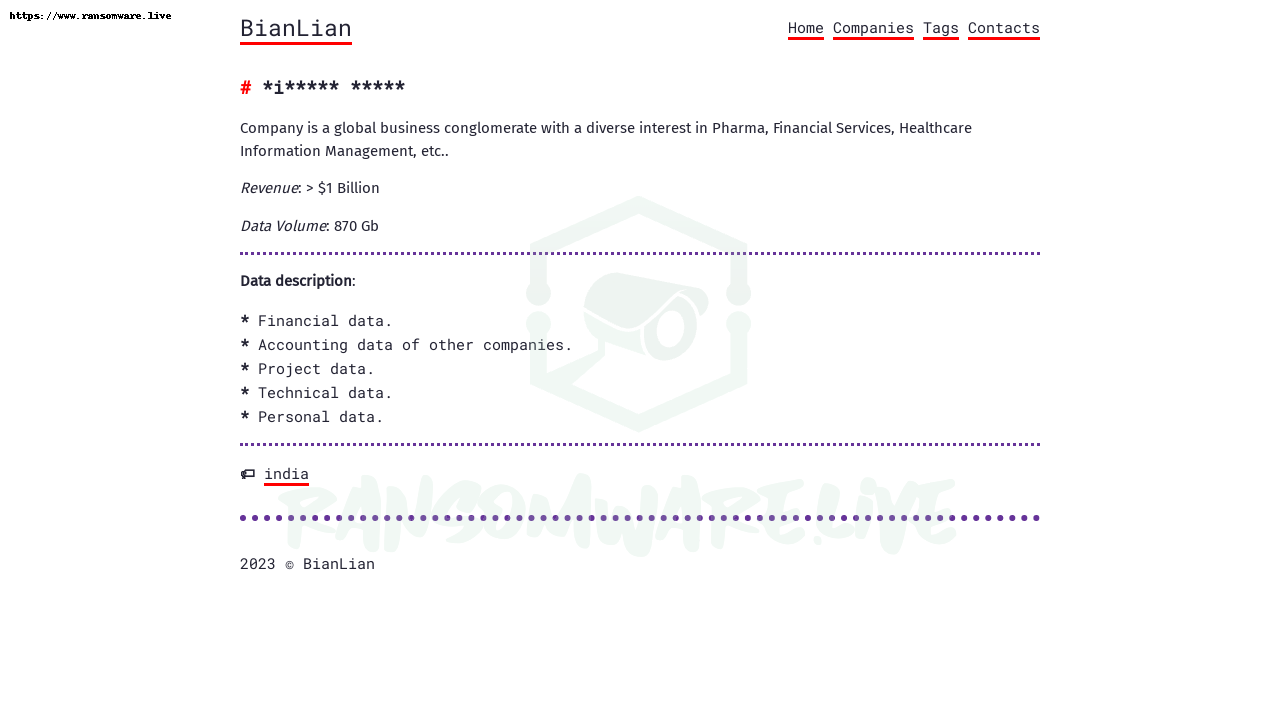 https://www.ransomware.live
BianLian
Home Companies Tags Contacts
# *i***** *****
Company is a global business conglomerate with a diverse interest in Pharma, Financial Services, Healthcare
Information Management, etc..
Revenue: > $1 Billion
Data Volume: 870 Gb
Data description:
* Financial data.
* Accounting data of other companies.
* Project data.
* Technical data.
* Personal data.
india
RANSOMWARE.LIVE
2023 © BianLian